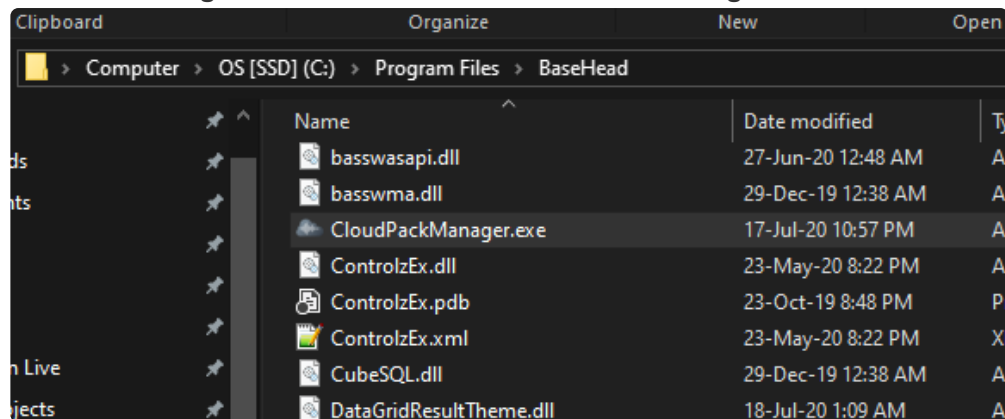 Clipboard Organize New Open
Computer > OS [SSD] (C:) > Program Files > BaseHead
Name Date modified
basswasapi.dll 27-Jun-20 12:48 AM A
ds
basswma.dll 29-Dec-19 12:38 AM A
nts
CloudPackManager.exe 17-Jul-20 10:57 PM A
ControlzEx.dll 23-May-20 8:22 PM A
ControlzEx.pdb 23-Oct-19 8:48 PM P
ControlzEx.xml 23-May-20 8:22 PM X
n Live
CubeSQL.dll 29-Dec-19 12:38 AM A
jects
DataGridResultTheme.dll 18-Jul-20 1:09 AM A